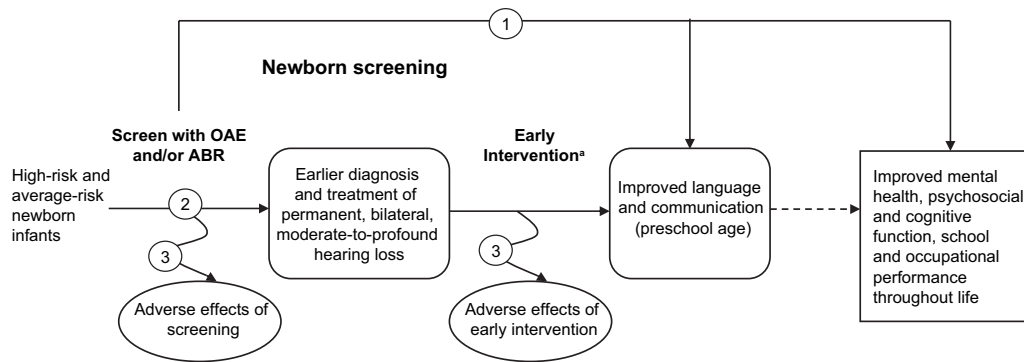 1
Newborn screening
Screen with OAE
and/or ABR
Early
Interventionᵃ
High-risk and
average-risk
newborn
infants
2
3
Adverse effects of
screening
Earlier diagnosis
and treatment of
permanent, bilateral,
moderate-to-profound
hearing loss
3
Adverse effects of
early intervention
Improved language
and communication
(preschool age)
Improved mental
health, psychosocial
and cognitive
function, school
and occupational
performance
throughout life